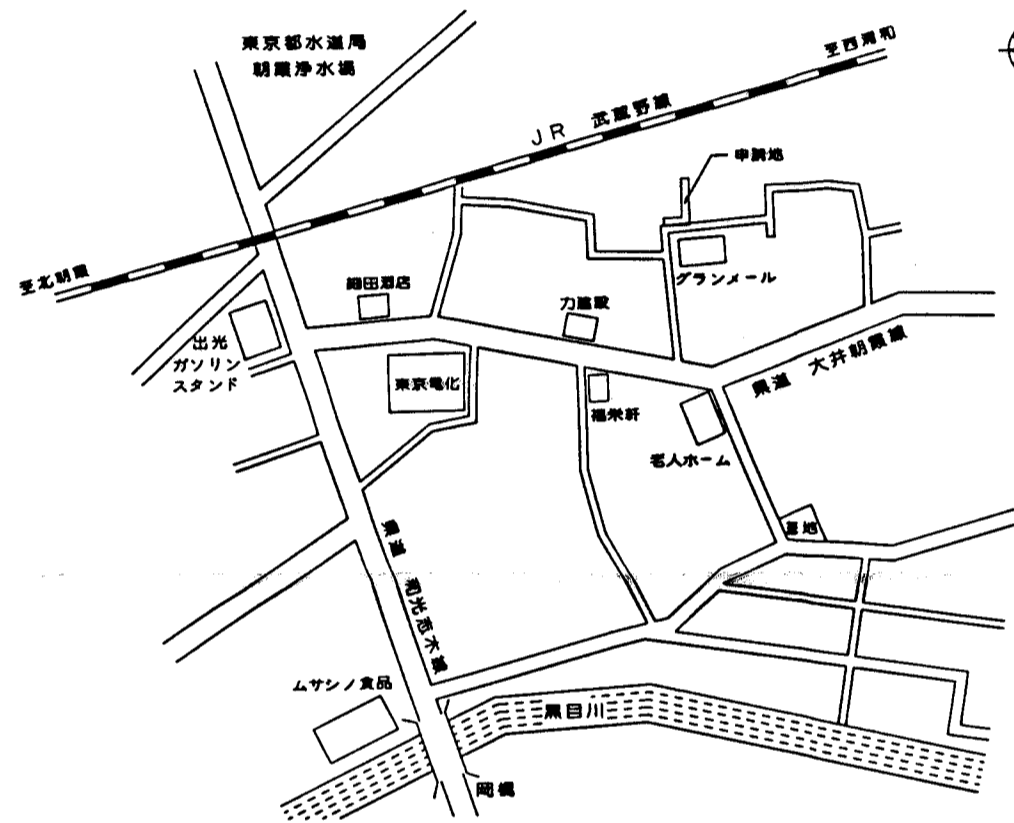 東京都水道局
朝霞浄水場
至西浦和
JR 武蔵野線
申請地
至北朝霞
細田酒店
グランメール
力建設
出光
ガソリン
スタンド
県道 大井朝霞線
東京電化
福栄軒
老人ホーム
墓地
県道 和光志木線
ムサシノ食品
黒目川
岡橋